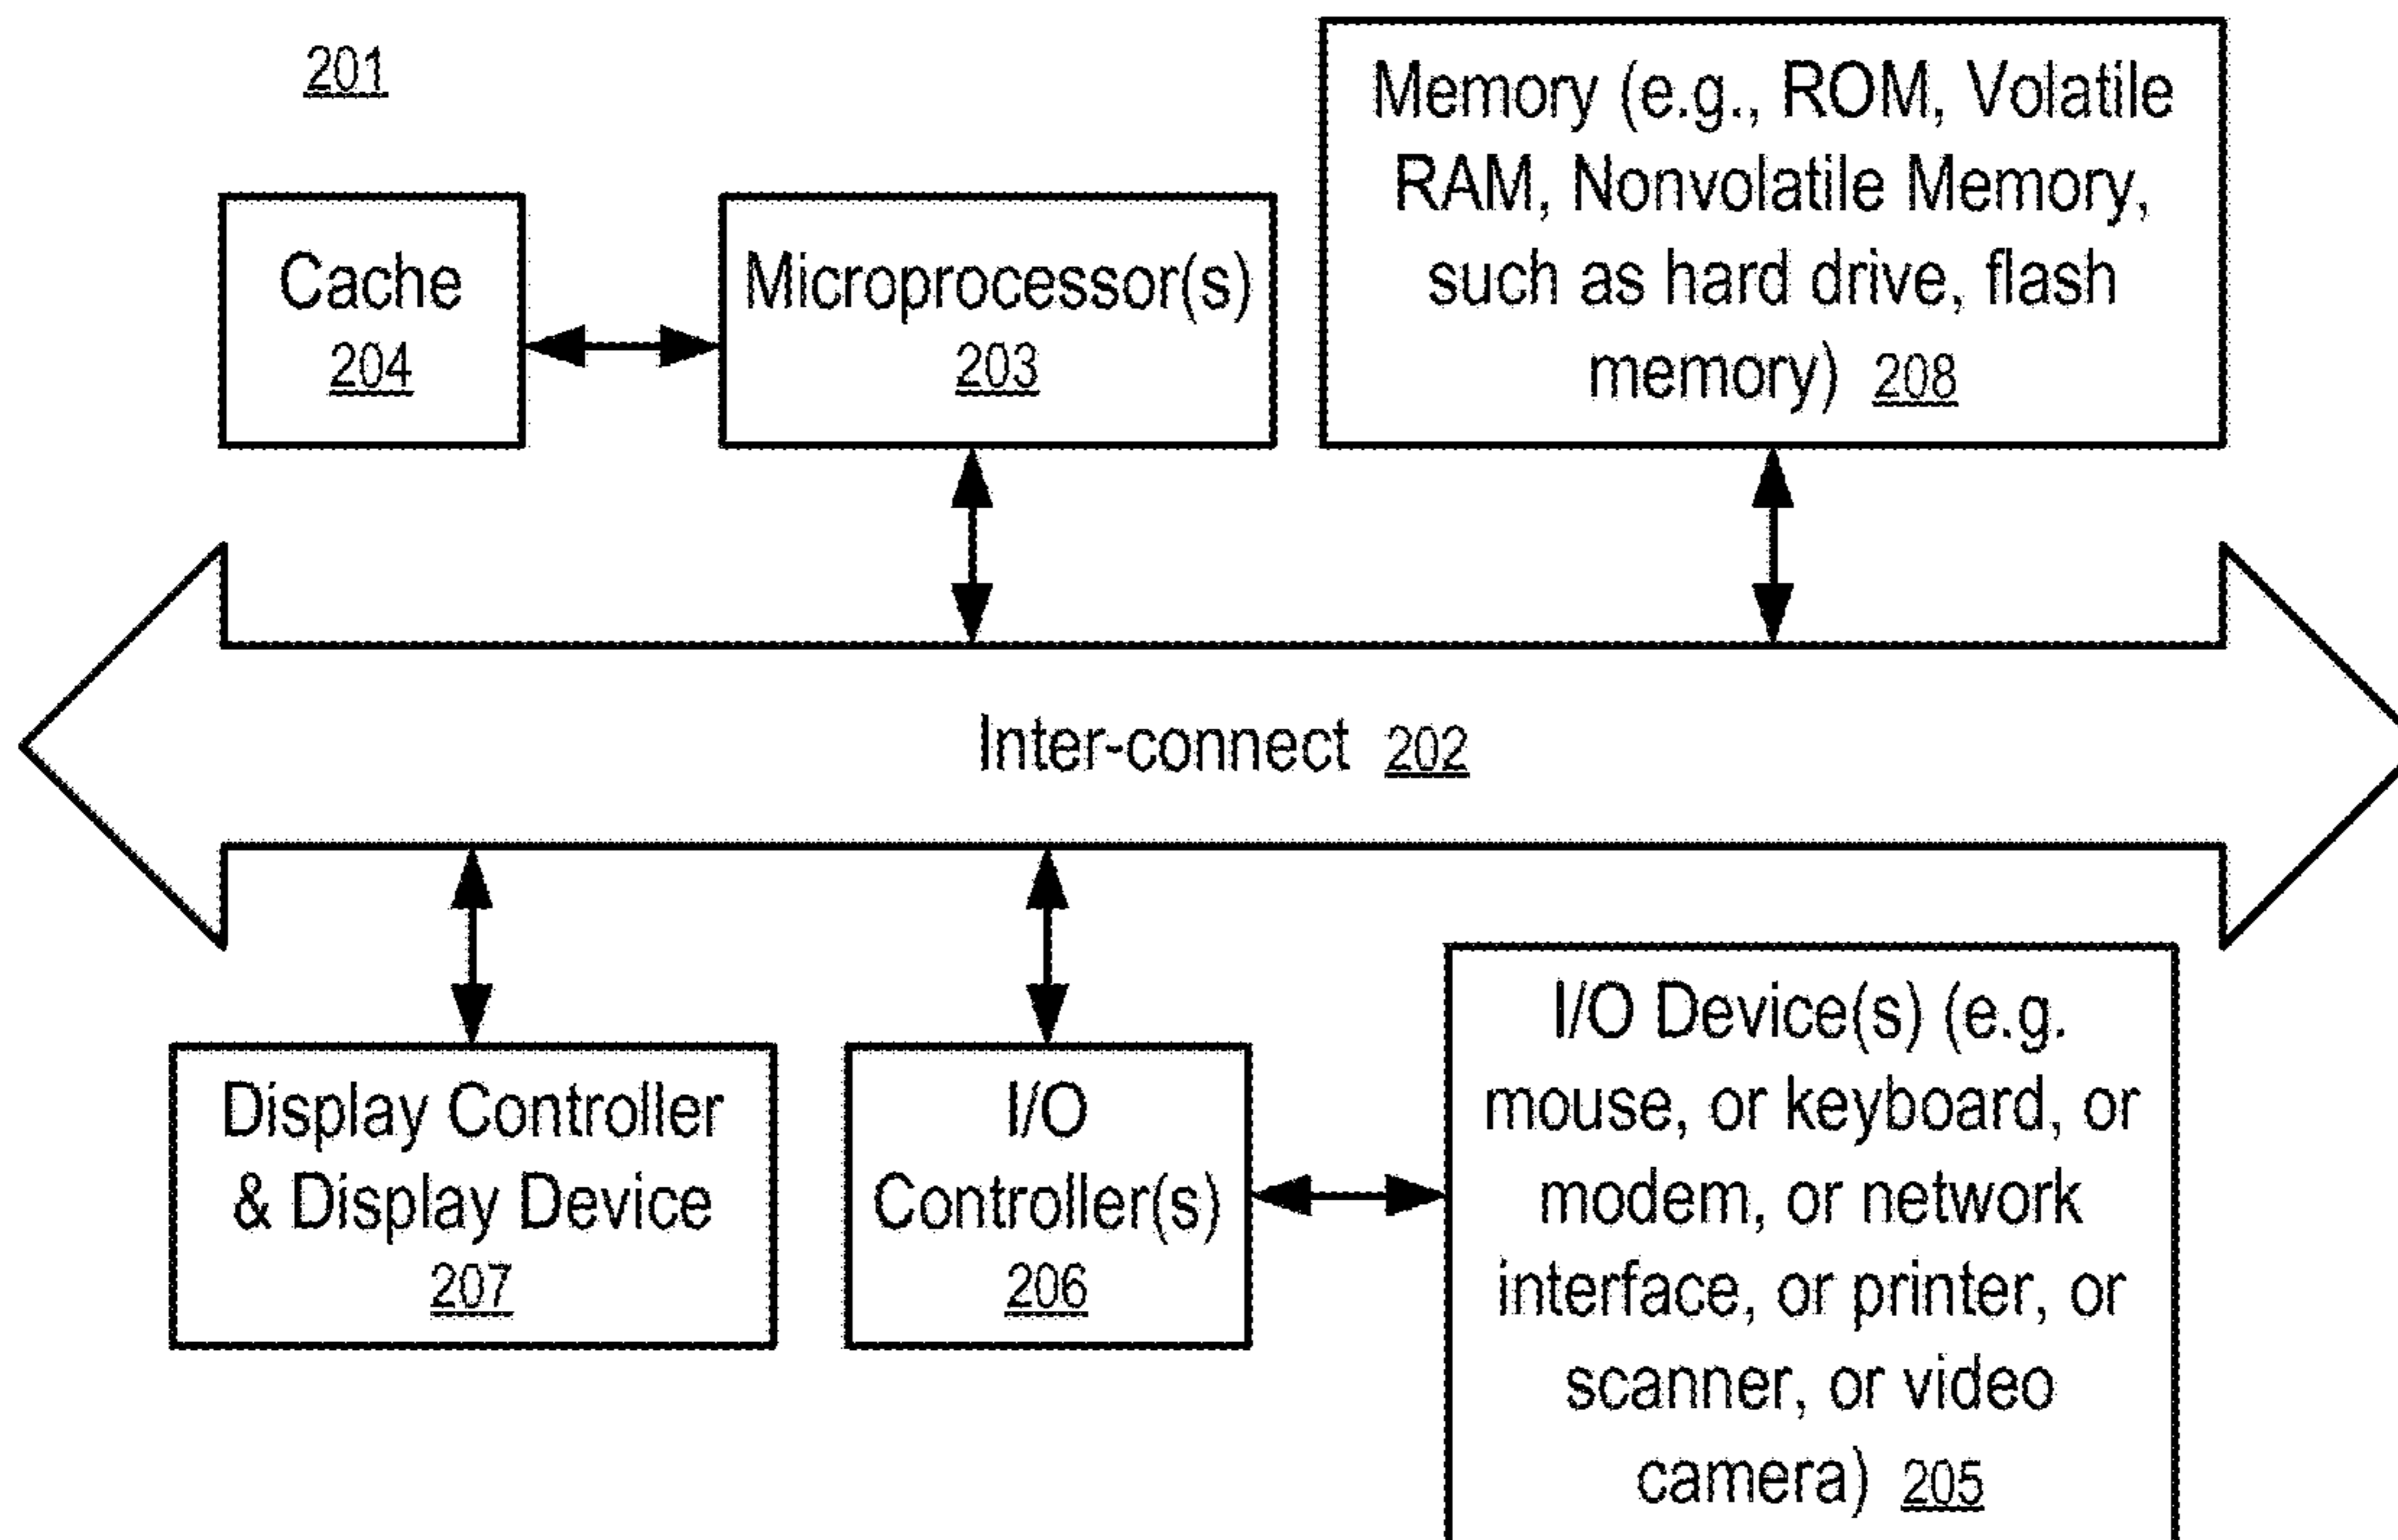 201
Cache
204
Microprocessor(s)
203
Memory (e.g., ROM, Volatile
RAM, Nonvolatile Memory,
such as hard drive, flash
memory) 208
Inter-connect 202
Display Controller
& Display Device
207
I/O
Controller(s)
206
I/O Device(s) (e.g.
mouse, or keyboard, or
modem, or network
interface, or printer, or
scanner, or video
camera) 205